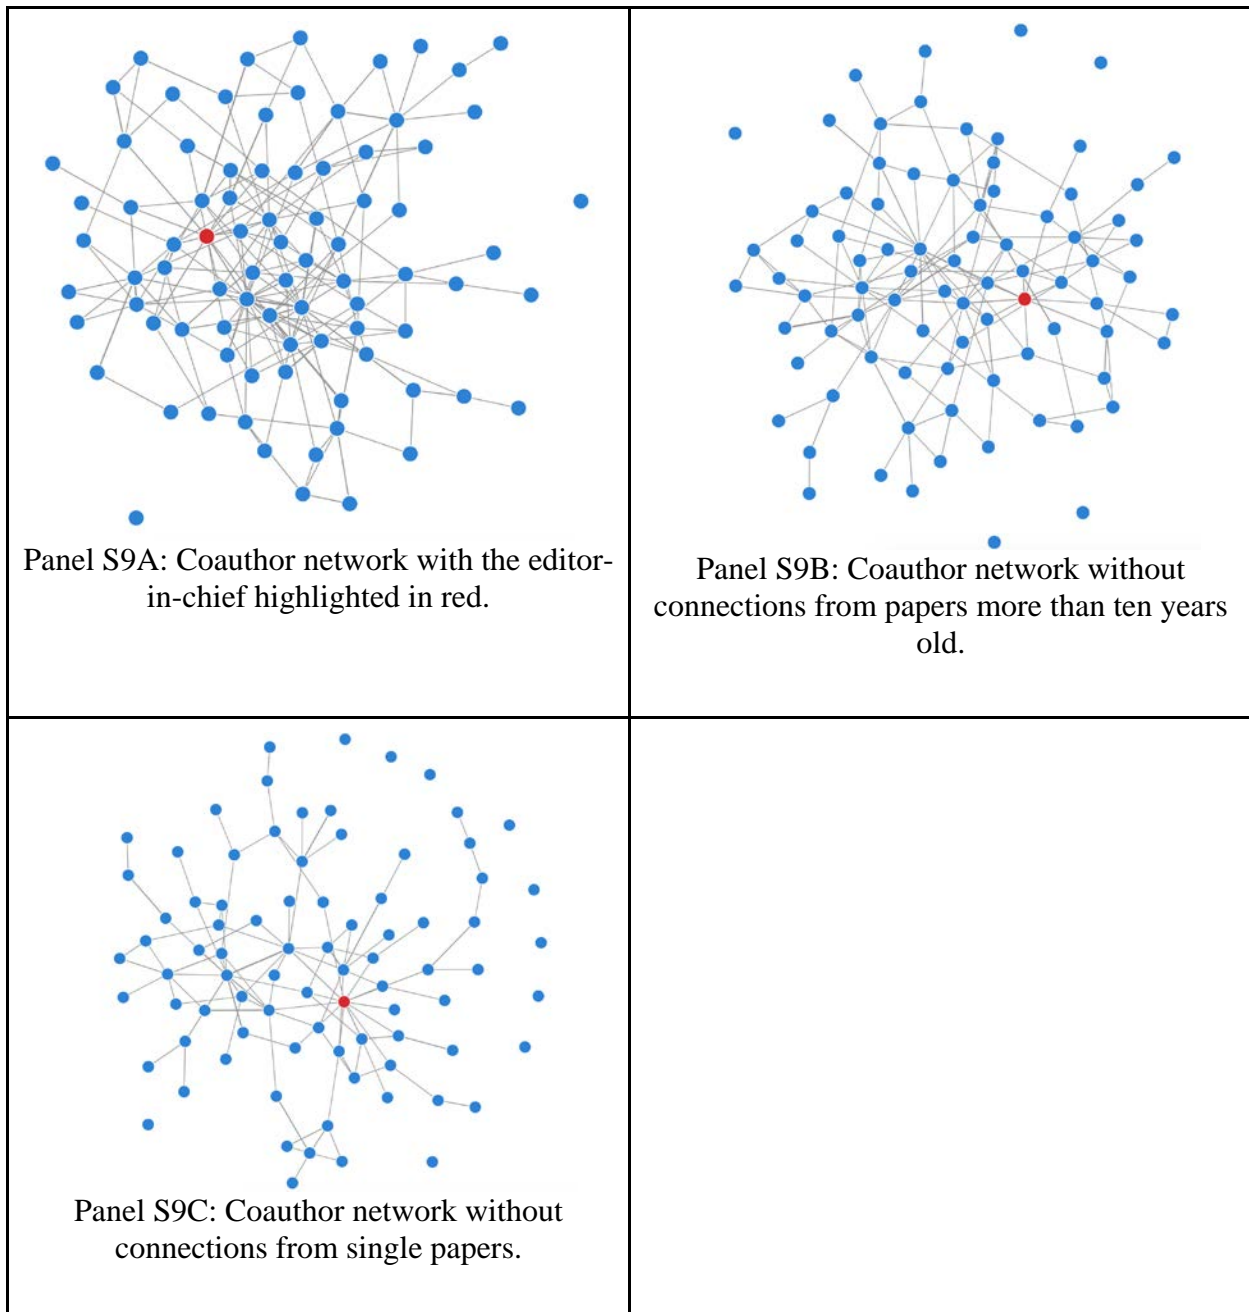 Panel S9A: Coauthor network with the editor-
in-chief highlighted in red.
Panel S9B: Coauthor network without
connections from papers more than ten years
old.
Panel S9C: Coauthor network without
connections from single papers.